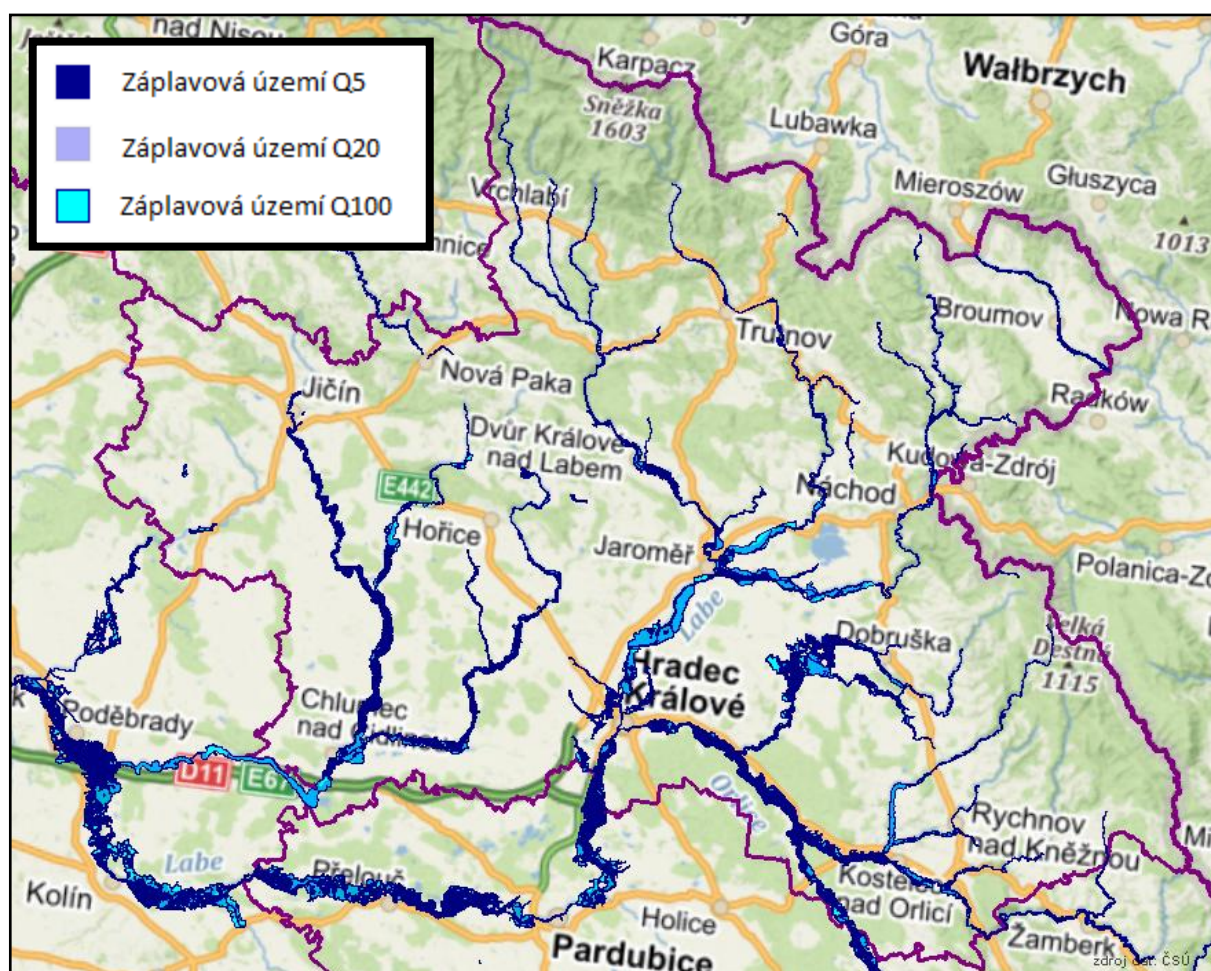 nad Nisou
Karpacz
Góra
Wałbrzych
Záplavová území Q5
Záplavová území Q20
Záplavová území Q100
Sněžka
1603
Lubawka
Mieroszów
Głuszyca
1013
Vrchlabí
Broumov
Trutnov
Nová Paka
Jičín
Radków
Dvůr Králové
nad Labem
Kudowa-Zdrój
E442
Náchod
Hořice
Jaroměř
Labe
Dobruška
1115
Hradec
Králové
Chlumec
nad Cidlinou
Poděbrady
D11
E67
Orlice
Rychnov
nad Kněžnou
Labe
Přelouč
Kolín
Kostelec
nad Orlicí
Holice
Pardubice
Žamberk
zdroj dat: ČSÚ